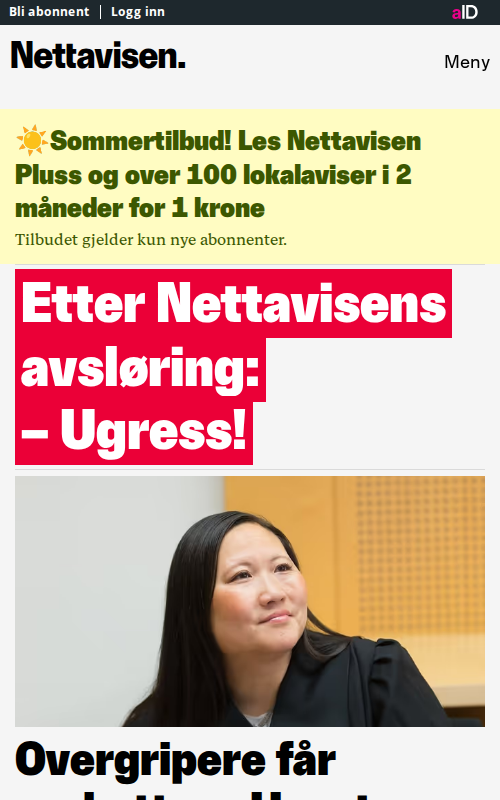 Bli abonnent
Logg inn
aID
Nettavisen.
Meny
Sommertilbud! Les Nettavisen
Pluss og over 100 lokalaviser i 2
måneder for 1 krone
Tilbudet gjelder kun nye abonnenter.
Etter Nettavisens
avsløring:
– Ugress!
Overgripere får